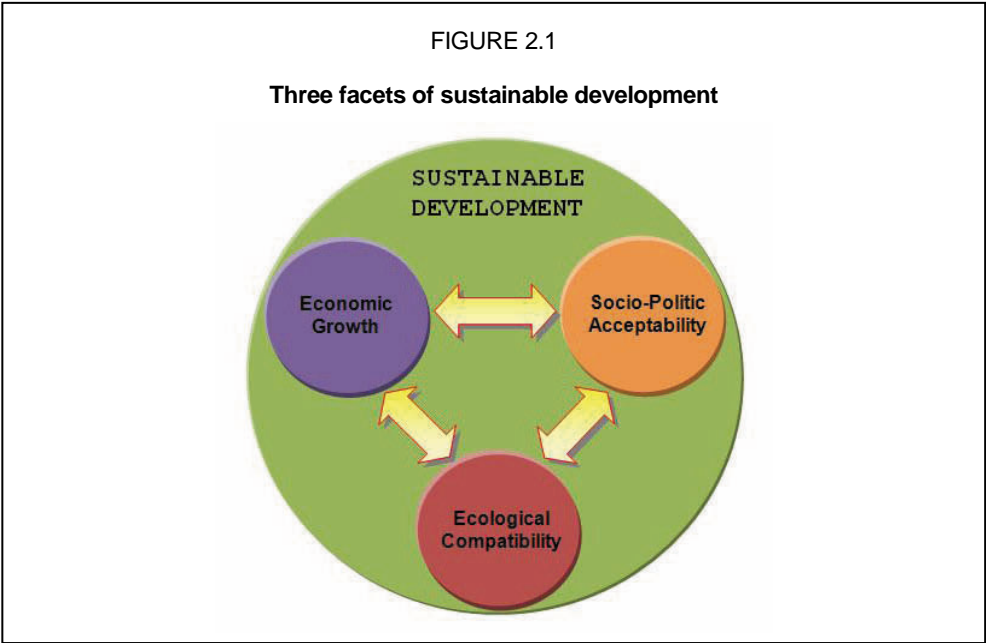 FIGURE 2.1
Three facets of sustainable development
SUSTAINABLE
DEVELOPMENT
Economic
Growth
Socio-Politic
Acceptability
Ecological
Compatibility